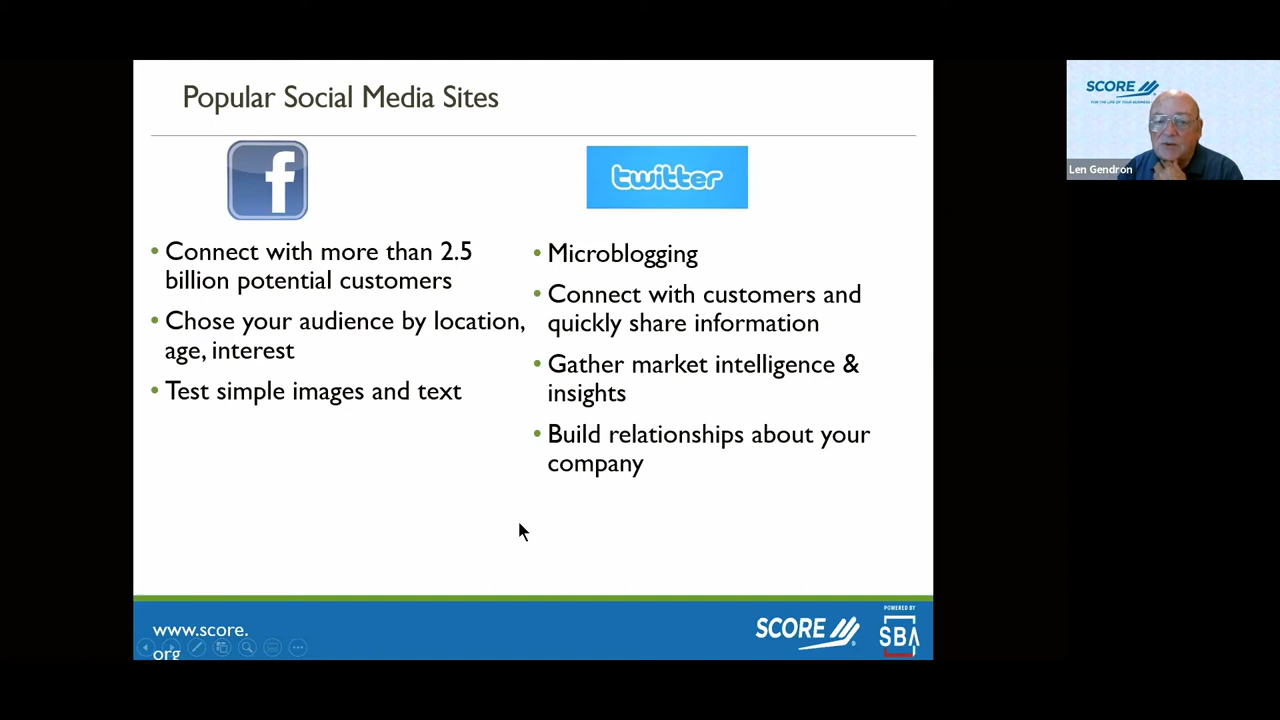 Popular Social Media Sites
f
twitter
• Connect with more than 2.5
billion potential customers
• Chose your audience by location,
age, interest
• Test simple images and text
• Microblogging
• Connect with customers and
quickly share information
• Gather market intelligence &
insights
• Build relationships about your
company
www.score.
org
SCORE
POWERED BY
SBA
SCORE
FOR THE LIFE OF YOUR BUSINESS
Len Gendron